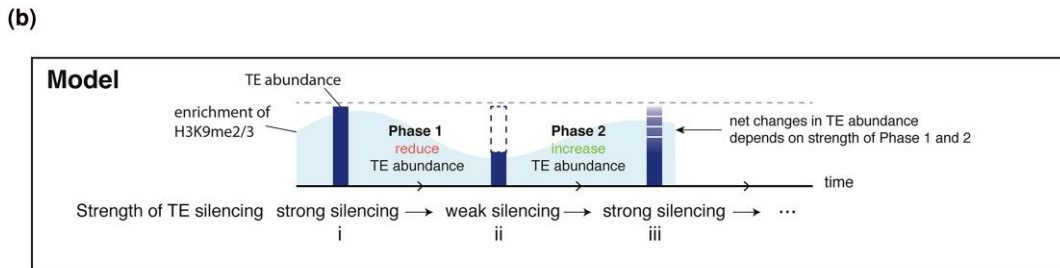 (b)
Model
TE abundance
enrichment of
H3K9me2/3
Phase 1
reduce
TE abundance
Phase 2
increase
TE abundance
net changes in TE abundance
depends on strength of Phase 1 and 2
time
Strength of TE silencing strong silencing → weak silencing → strong silencing → ...
i ii iii